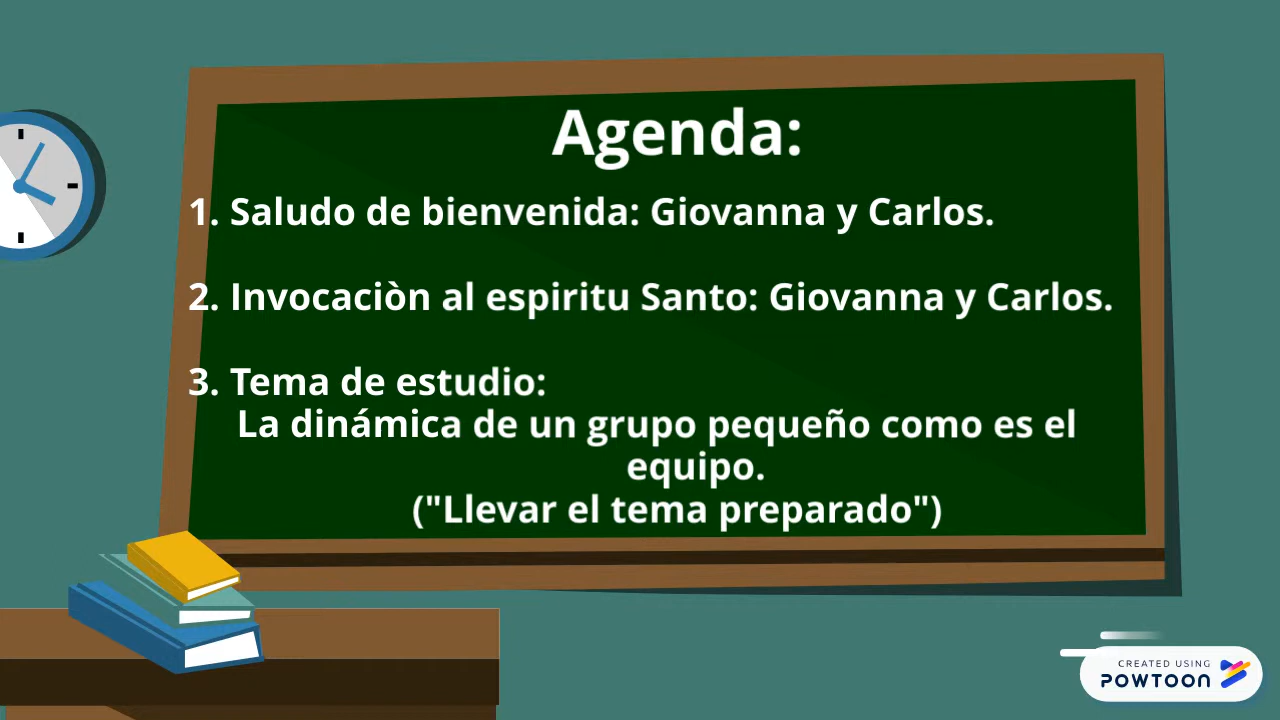 Agenda:
1. Saludo de bienvenida: Giovanna y Carlos.
2. Invocaciòn al espiritu Santo: Giovanna y Carlos.
3. Tema de estudio:
La dinámica de un grupo pequeño como es el
equipo.
("Llevar el tema preparado")
CREATED USING
POWTOON